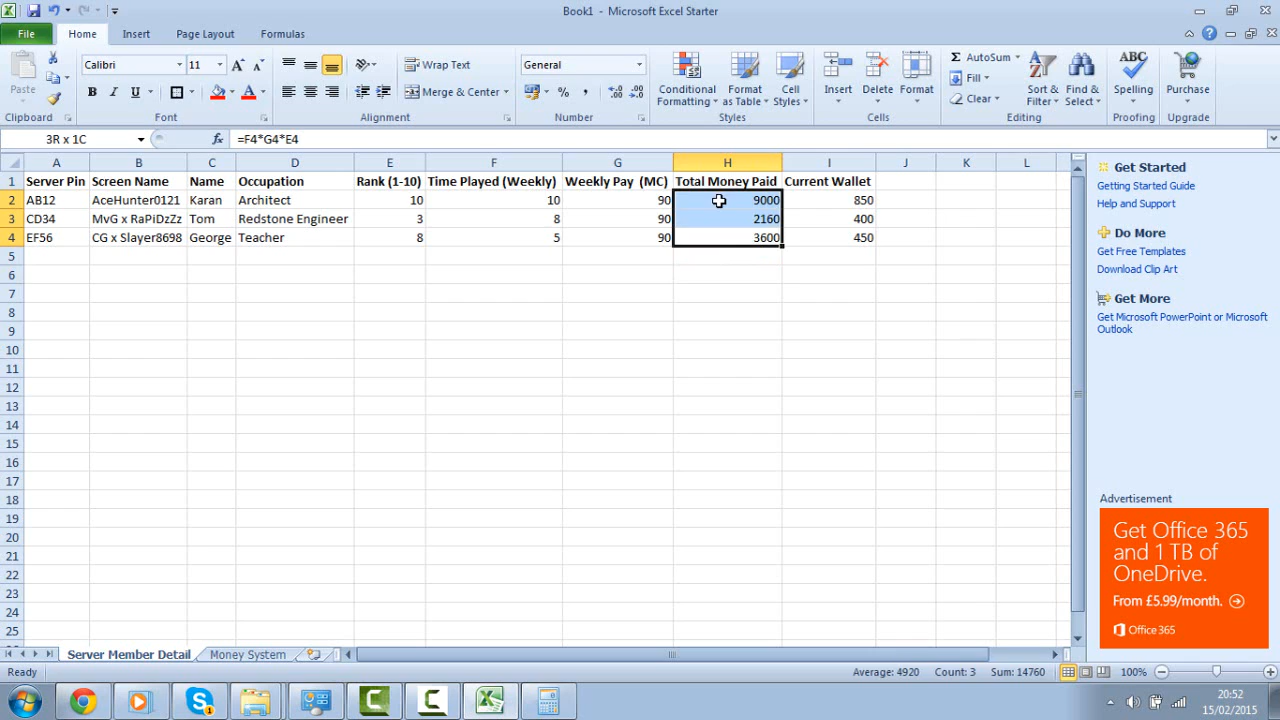 Book1 - Microsoft Excel Starter
File Home Insert Page Layout Formulas
Paste
Calibri 11
B I U
Wrap Text
Merge & Center
General
Conditional Formatting
Format as Table
Cell Styles
Insert Delete Format
Σ AutoSum
Fill
Clear
Sort & Filter
Find & Select
ABC
Spelling
Purchase
Clipboard Font Alignment Number Styles Cells Editing Proofing Upgrade
3R x 1C fx =F4*G4*E4
A B C D E F G H I J K L
1 Server Pin Screen Name Name Occupation Rank (1-10) Time Played (Weekly) Weekly Pay (MC) Total Money Paid Current Wallet
2 AB12 AceHunter0121 Karan Architect 10 10 90 9000 850
3 CD34 MvG x RaPiDzZz Tom Redstone Engineer 3 8 90 2160 400
4 EF56 CG x Slayer8698 George Teacher 8 5 90 3600 450
5
6
7
8
9
10
11
12
13
14
15
16
17
18
19
20
21
22
23
24
25
Get Started
Getting Started Guide
Help and Support
Do More
Get Free Templates
Download Clip Art
Get More
Get Microsoft PowerPoint or Microsoft
Outlook
Advertisement
Get Office 365
and 1 TB of
OneDrive.
From £5.99/month.
Office 365
Server Member Detail Money System
Ready Average: 4920 Count: 3 Sum: 14760 100%
20:52
15/02/2015